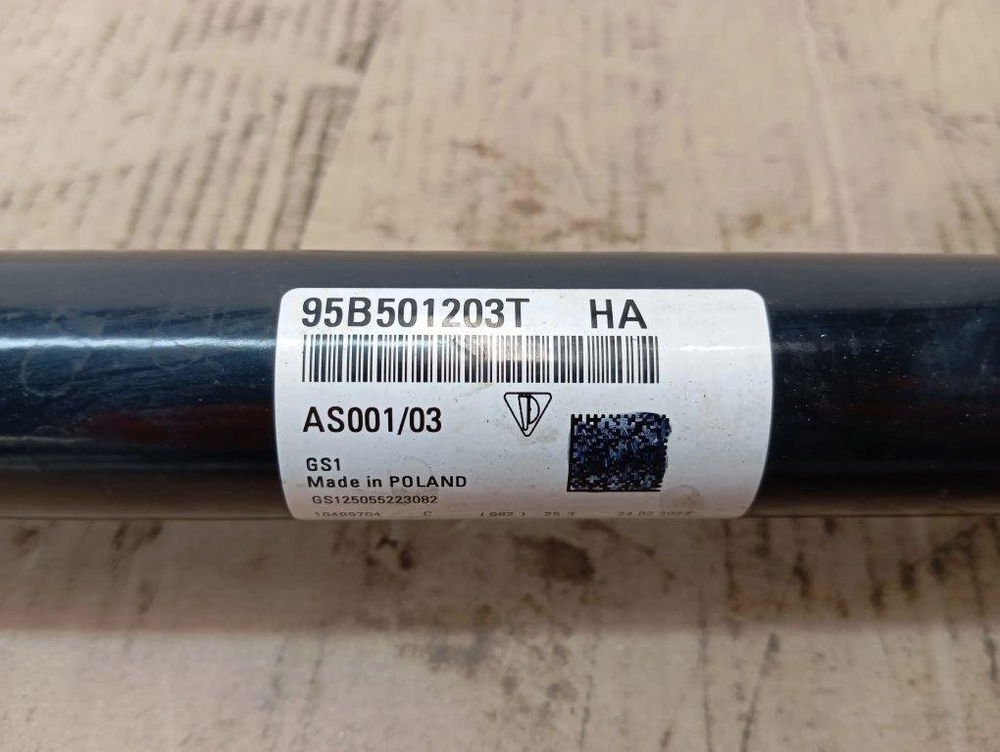 95B501203T HA
AS001/03
GS1
Made in POLAND
GS125055223082